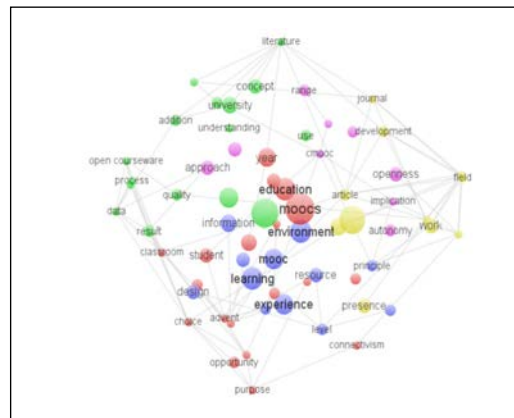 literature
concept
range
journal
university
addition
understanding
use
development
cmooc
year
open courseware
process
approach
openness
field
education
quality
article
implication
data
moocs
information
environment
autonomy
work
result
classroom
student
mooc
principle
learning
resource
design
experience
presence
choice
advent
level
connectivism
opportunity
purpose